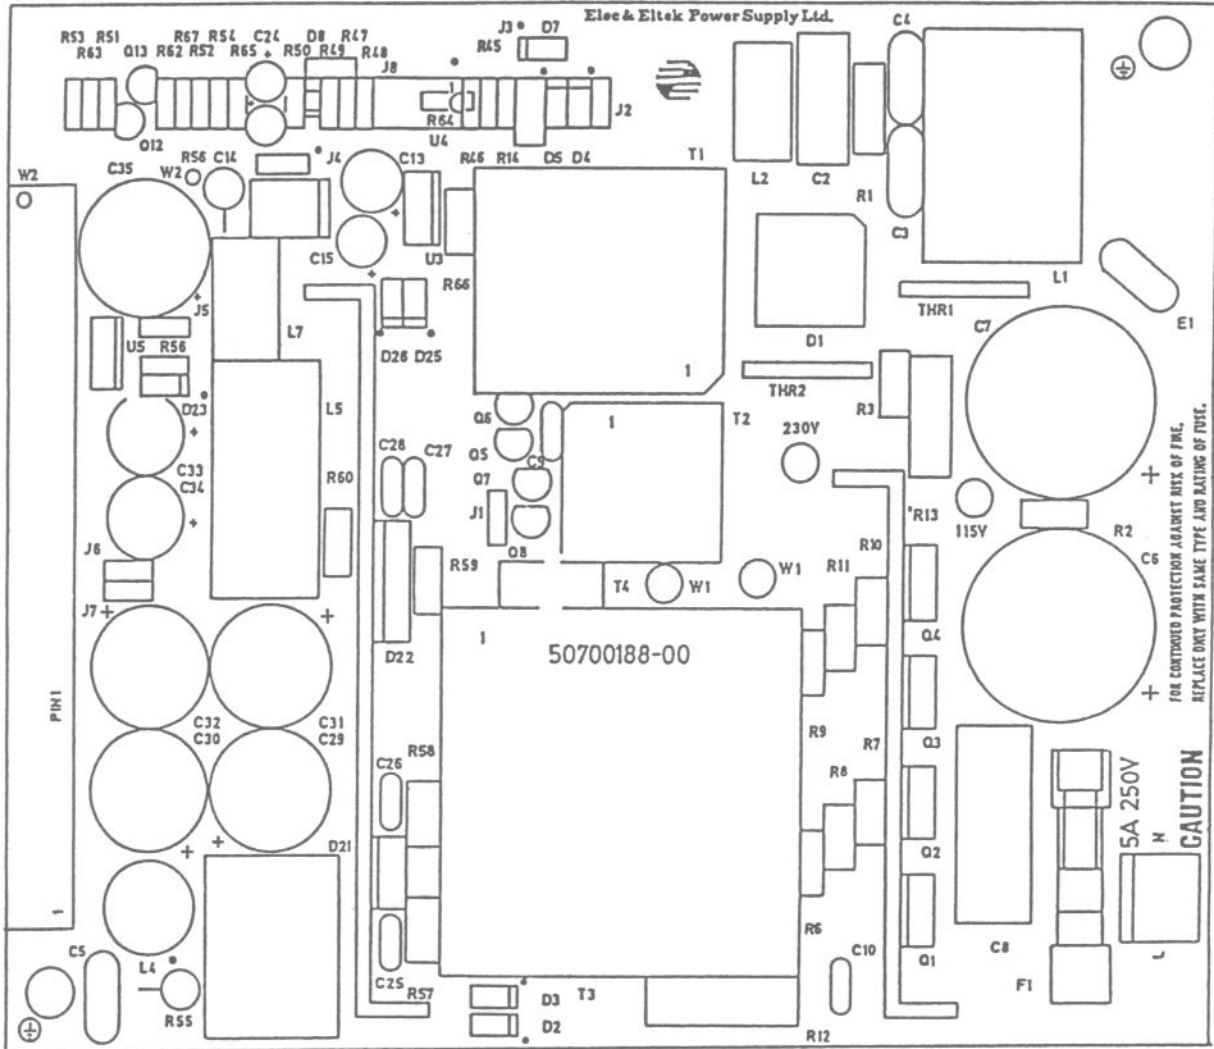 Elec & Eltek Power Supply Ltd.
J3 D7
C4
R53 R51 R67 R54 C24 D8 R47
R63 Q13 R62 R52 R65 + R50 R49 R48
R45
J8
1
R64
U4
J2
Q12
R56 C14
W2
J4 C13
R46 R14 D5 D4
T1
L2 C2
R1
C3
W2
C35
+
C15
+
U3
R66
L1
THR1
E1
+
J5
L7
C7
U5 R56
D26 D25
D1
1
THR2
D23
L5
+
Q6
1
T2
R3
230V
Q5
C9
C28 C27
C33
C34
R60
Q7
J1
+
R13
115V
+
R2
C6
J6
Q8
R59
T4
W1
W1
R10
R11
J7 +
+
D22
1
50700188-00
Q4
+
PIN1
C32 C31
C30 C29
R58
R9
R7
Q3
C26
R8
+
+
D21
Q2
5A 250V
N
CAUTION
FOR CONTINUED PROTECTION AGAINST RISK OF FIRE,
REPLACE ONLY WITH SAME TYPE AND RATING OF FUSE.
1
C5
L4
R55
C25
R57
D3
D2
T3
R6
C10
R12
Q1
C8
F1
L